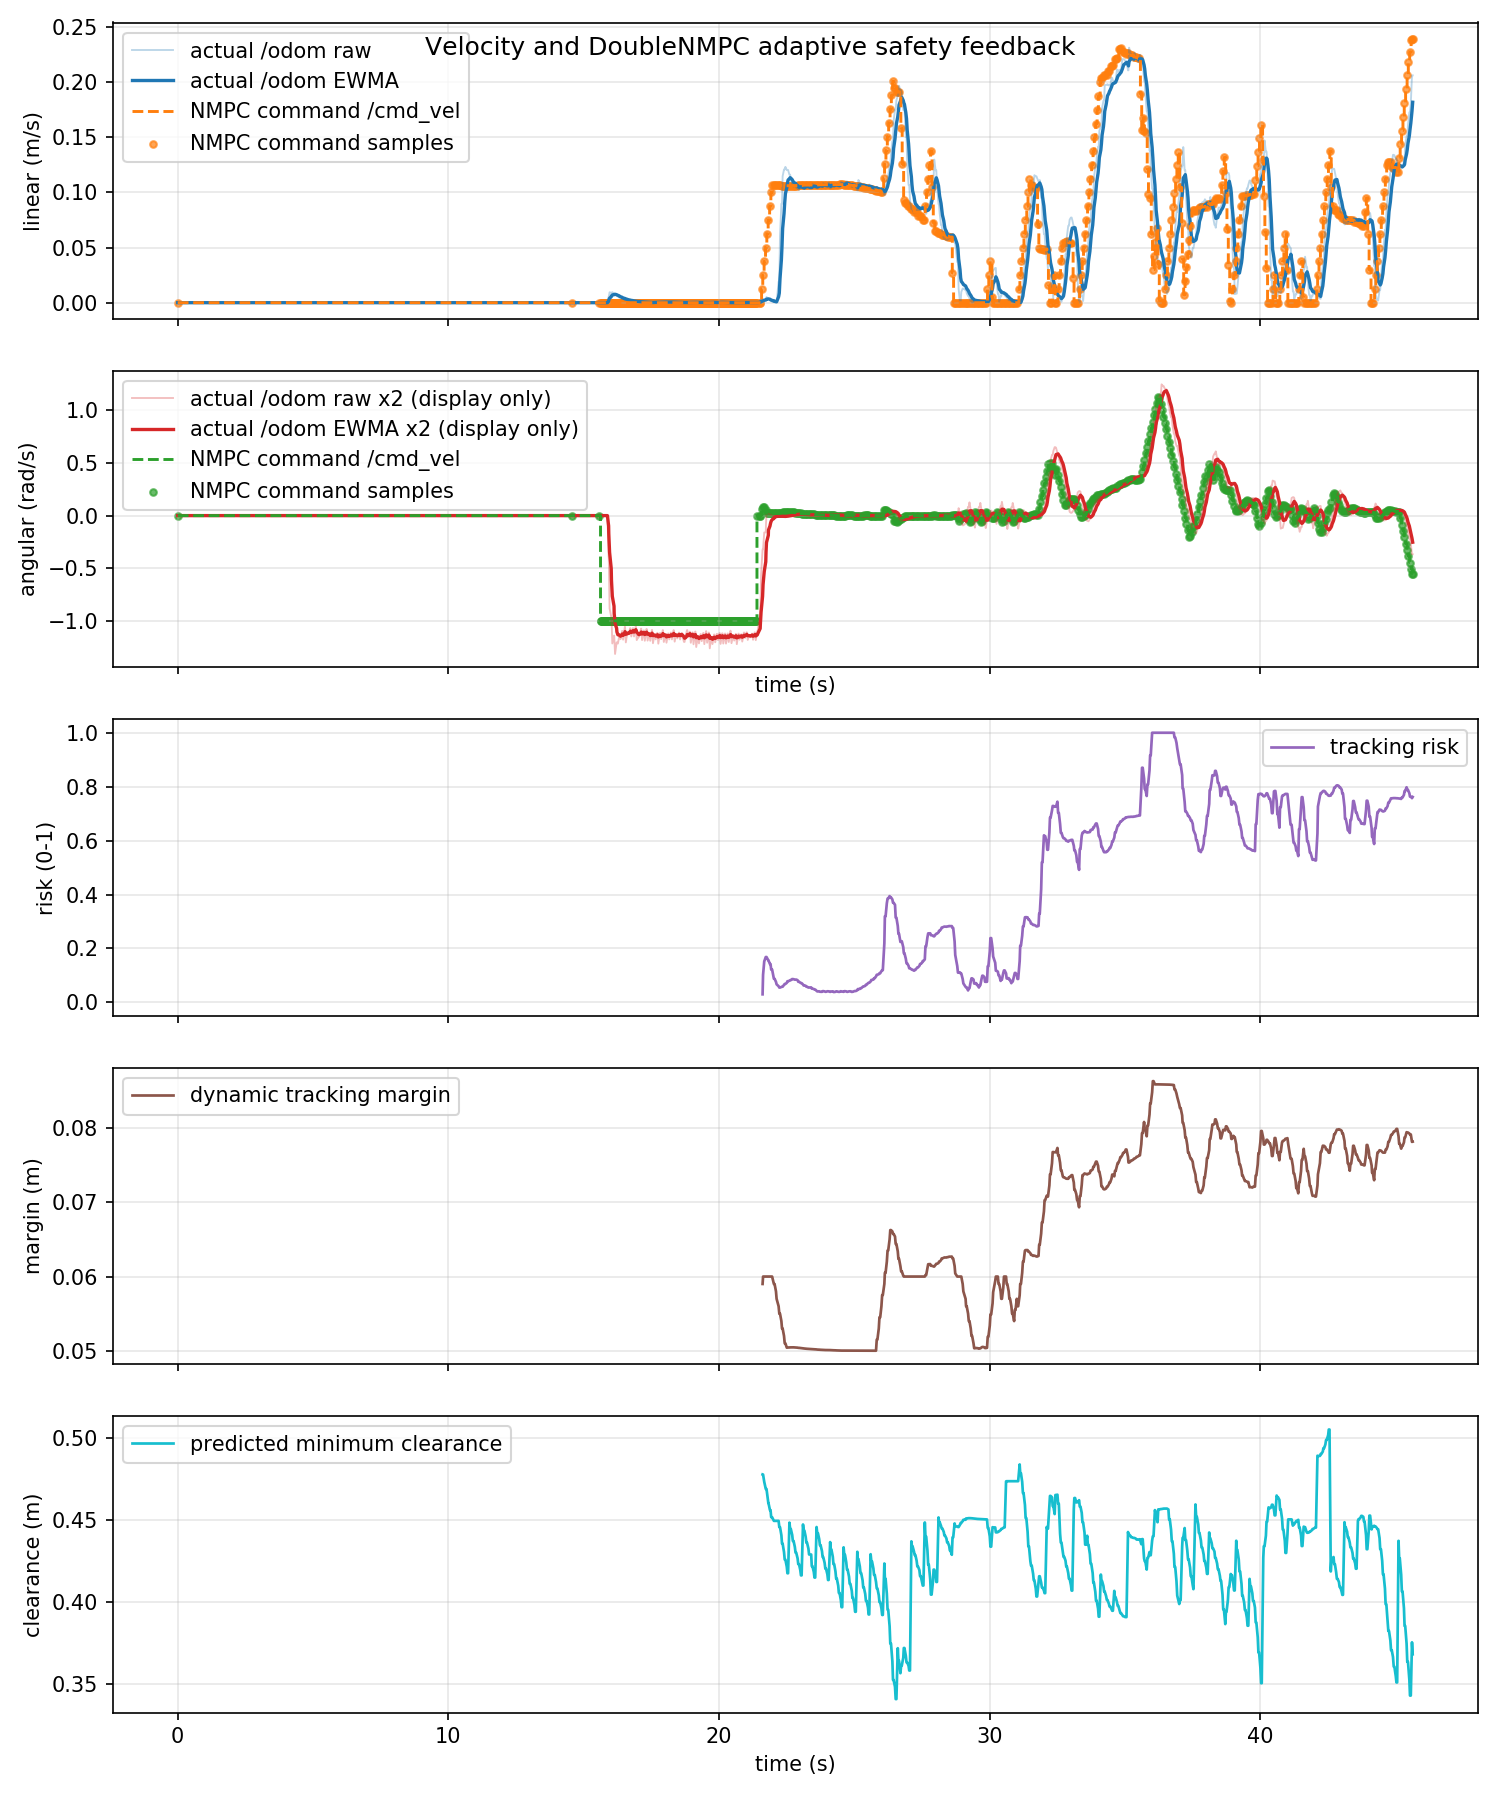 Velocity and DoubleNMPC adaptive safety feedback
0.25
0.20
0.15
0.10
0.05
0.00
linear (m/s)
actual /odom raw
actual /odom EWMA
NMPC command /cmd_vel
NMPC command samples
1.0
0.5
0.0
−0.5
−1.0
angular (rad/s)
actual /odom raw x2 (display only)
actual /odom EWMA x2 (display only)
NMPC command /cmd_vel
NMPC command samples
time (s)
1.0
0.8
0.6
0.4
0.2
0.0
risk (0-1)
tracking risk
0.08
0.07
0.06
0.05
margin (m)
dynamic tracking margin
0.50
0.45
0.40
0.35
clearance (m)
predicted minimum clearance
0
10
20
30
40
time (s)